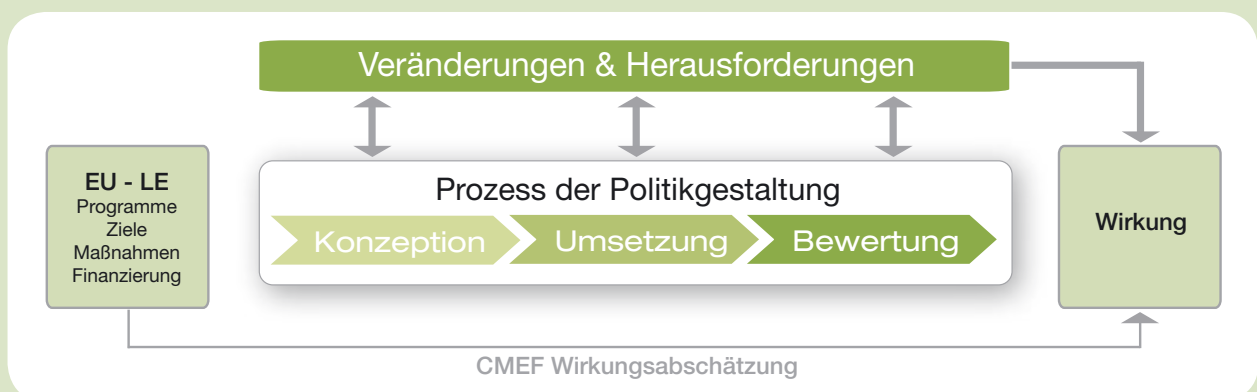 Veränderungen & Herausforderungen
EU - LE
Programme
Ziele
Maßnahmen
Finanzierung
Prozess der Politikgestaltung
Konzeption
Umsetzung
Bewertung
Wirkung
CMEF Wirkungsabschätzung